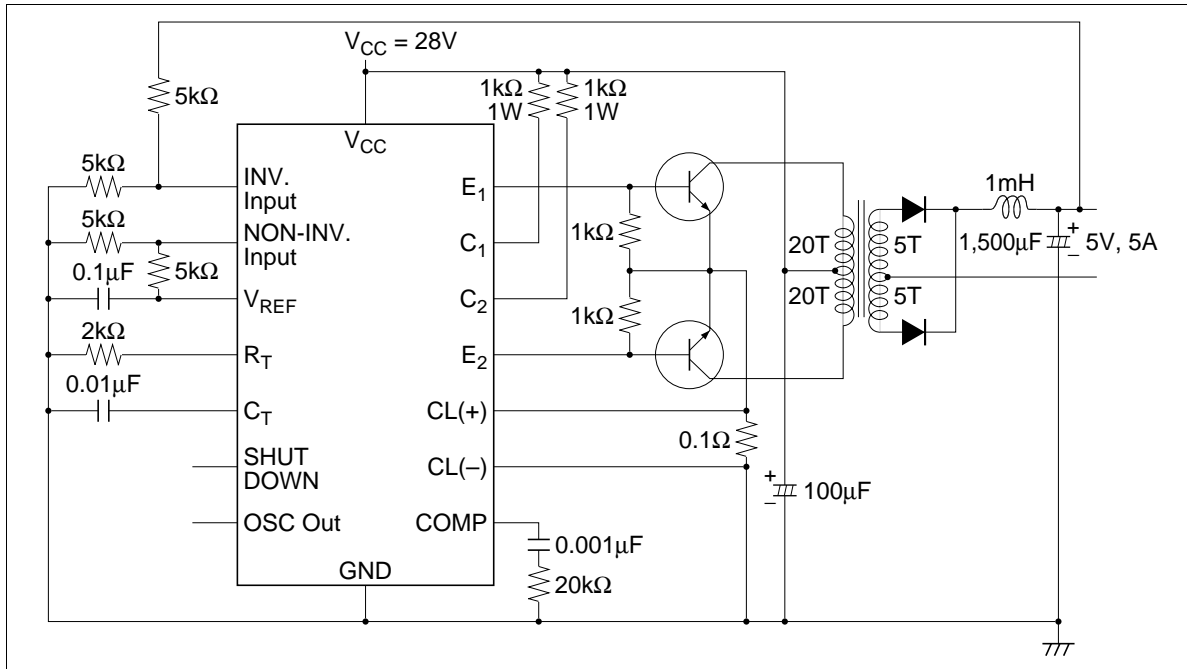 V_CC = 28V
5kΩ
1kΩ
1W
1kΩ
1W
V_CC
5kΩ
INV.
Input
5kΩ
NON-INV.
Input
0.1μF
5kΩ
V_REF
2kΩ
R_T
0.01μF
C_T
SHUT
DOWN
OSC Out
GND
E_1
C_1
C_2
E_2
CL(+)
CL(–)
COMP
1kΩ
1kΩ
0.1Ω
0.001μF
20kΩ
+
–
100μF
20T
20T
5T
5T
1mH
1,500μF
+
–
5V, 5A